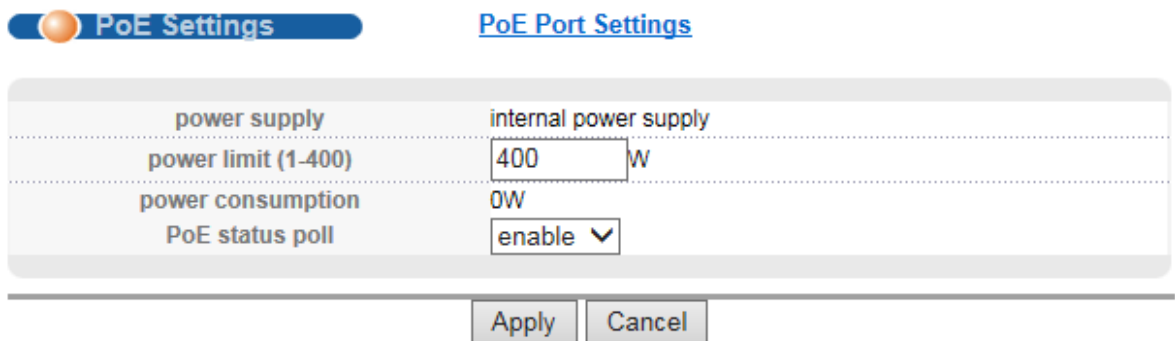 PoE Settings PoE Port Settings
power supply internal power supply
power limit (1-400) 400 W
power consumption 0W
PoE status poll enable
Apply Cancel